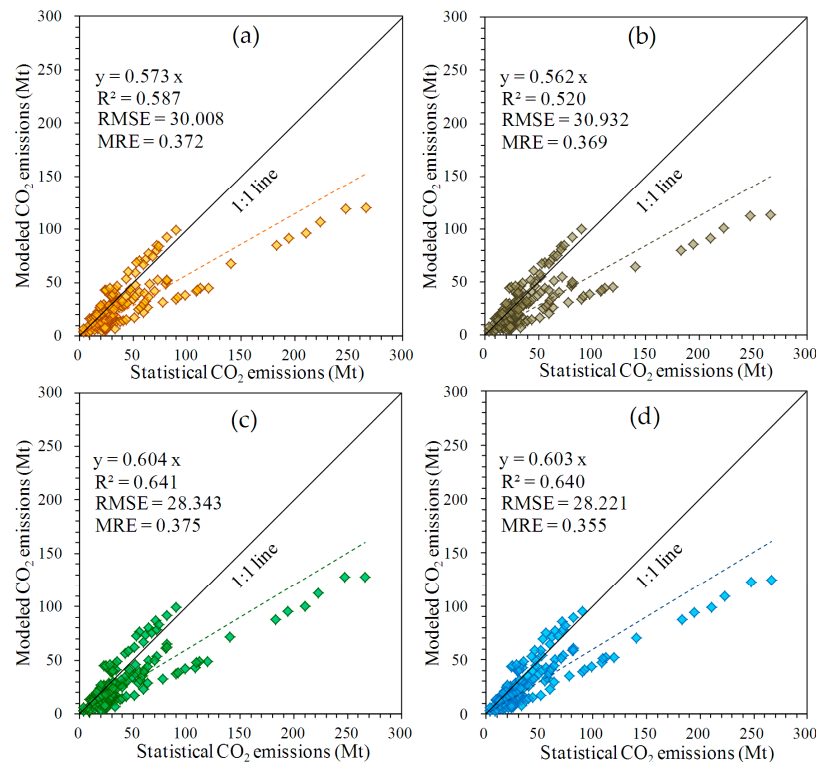 (a)
y = 0.573 x
R² = 0.587
RMSE = 30.008
MRE = 0.372
1:1 line
Modeled CO₂ emissions (Mt)
300
250
200
150
100
50
0
0 50 100 150 200 250 300
Statistical CO₂ emissions (Mt)
(b)
y = 0.562 x
R² = 0.520
RMSE = 30.932
MRE = 0.369
1:1 line
Modeled CO₂ emissions (Mt)
300
250
200
150
100
50
0
0 50 100 150 200 250 300
Statistical CO₂ emissions (Mt)
(c)
y = 0.604 x
R² = 0.641
RMSE = 28.343
MRE = 0.375
1:1 line
Modeled CO₂ emissions (Mt)
300
250
200
150
100
50
0
0 50 100 150 200 250 300
Statistical CO₂ emissions (Mt)
(d)
y = 0.603 x
R² = 0.640
RMSE = 28.221
MRE = 0.355
1:1 line
Modeled CO₂ emissions (Mt)
300
250
200
150
100
50
0
0 50 100 150 200 250 300
Statistical CO₂ emissions (Mt)